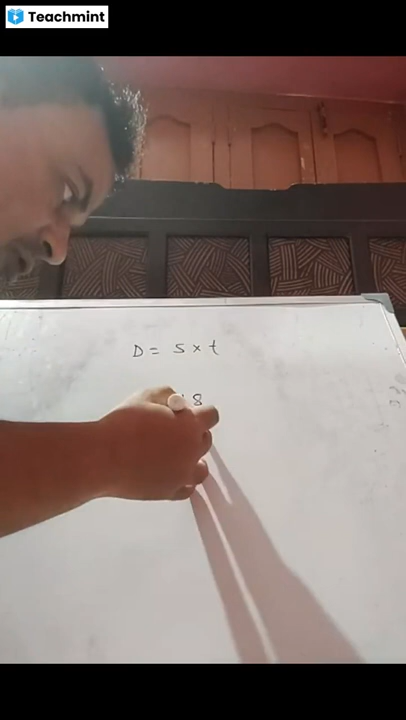 Teachmint
D = S × t
8